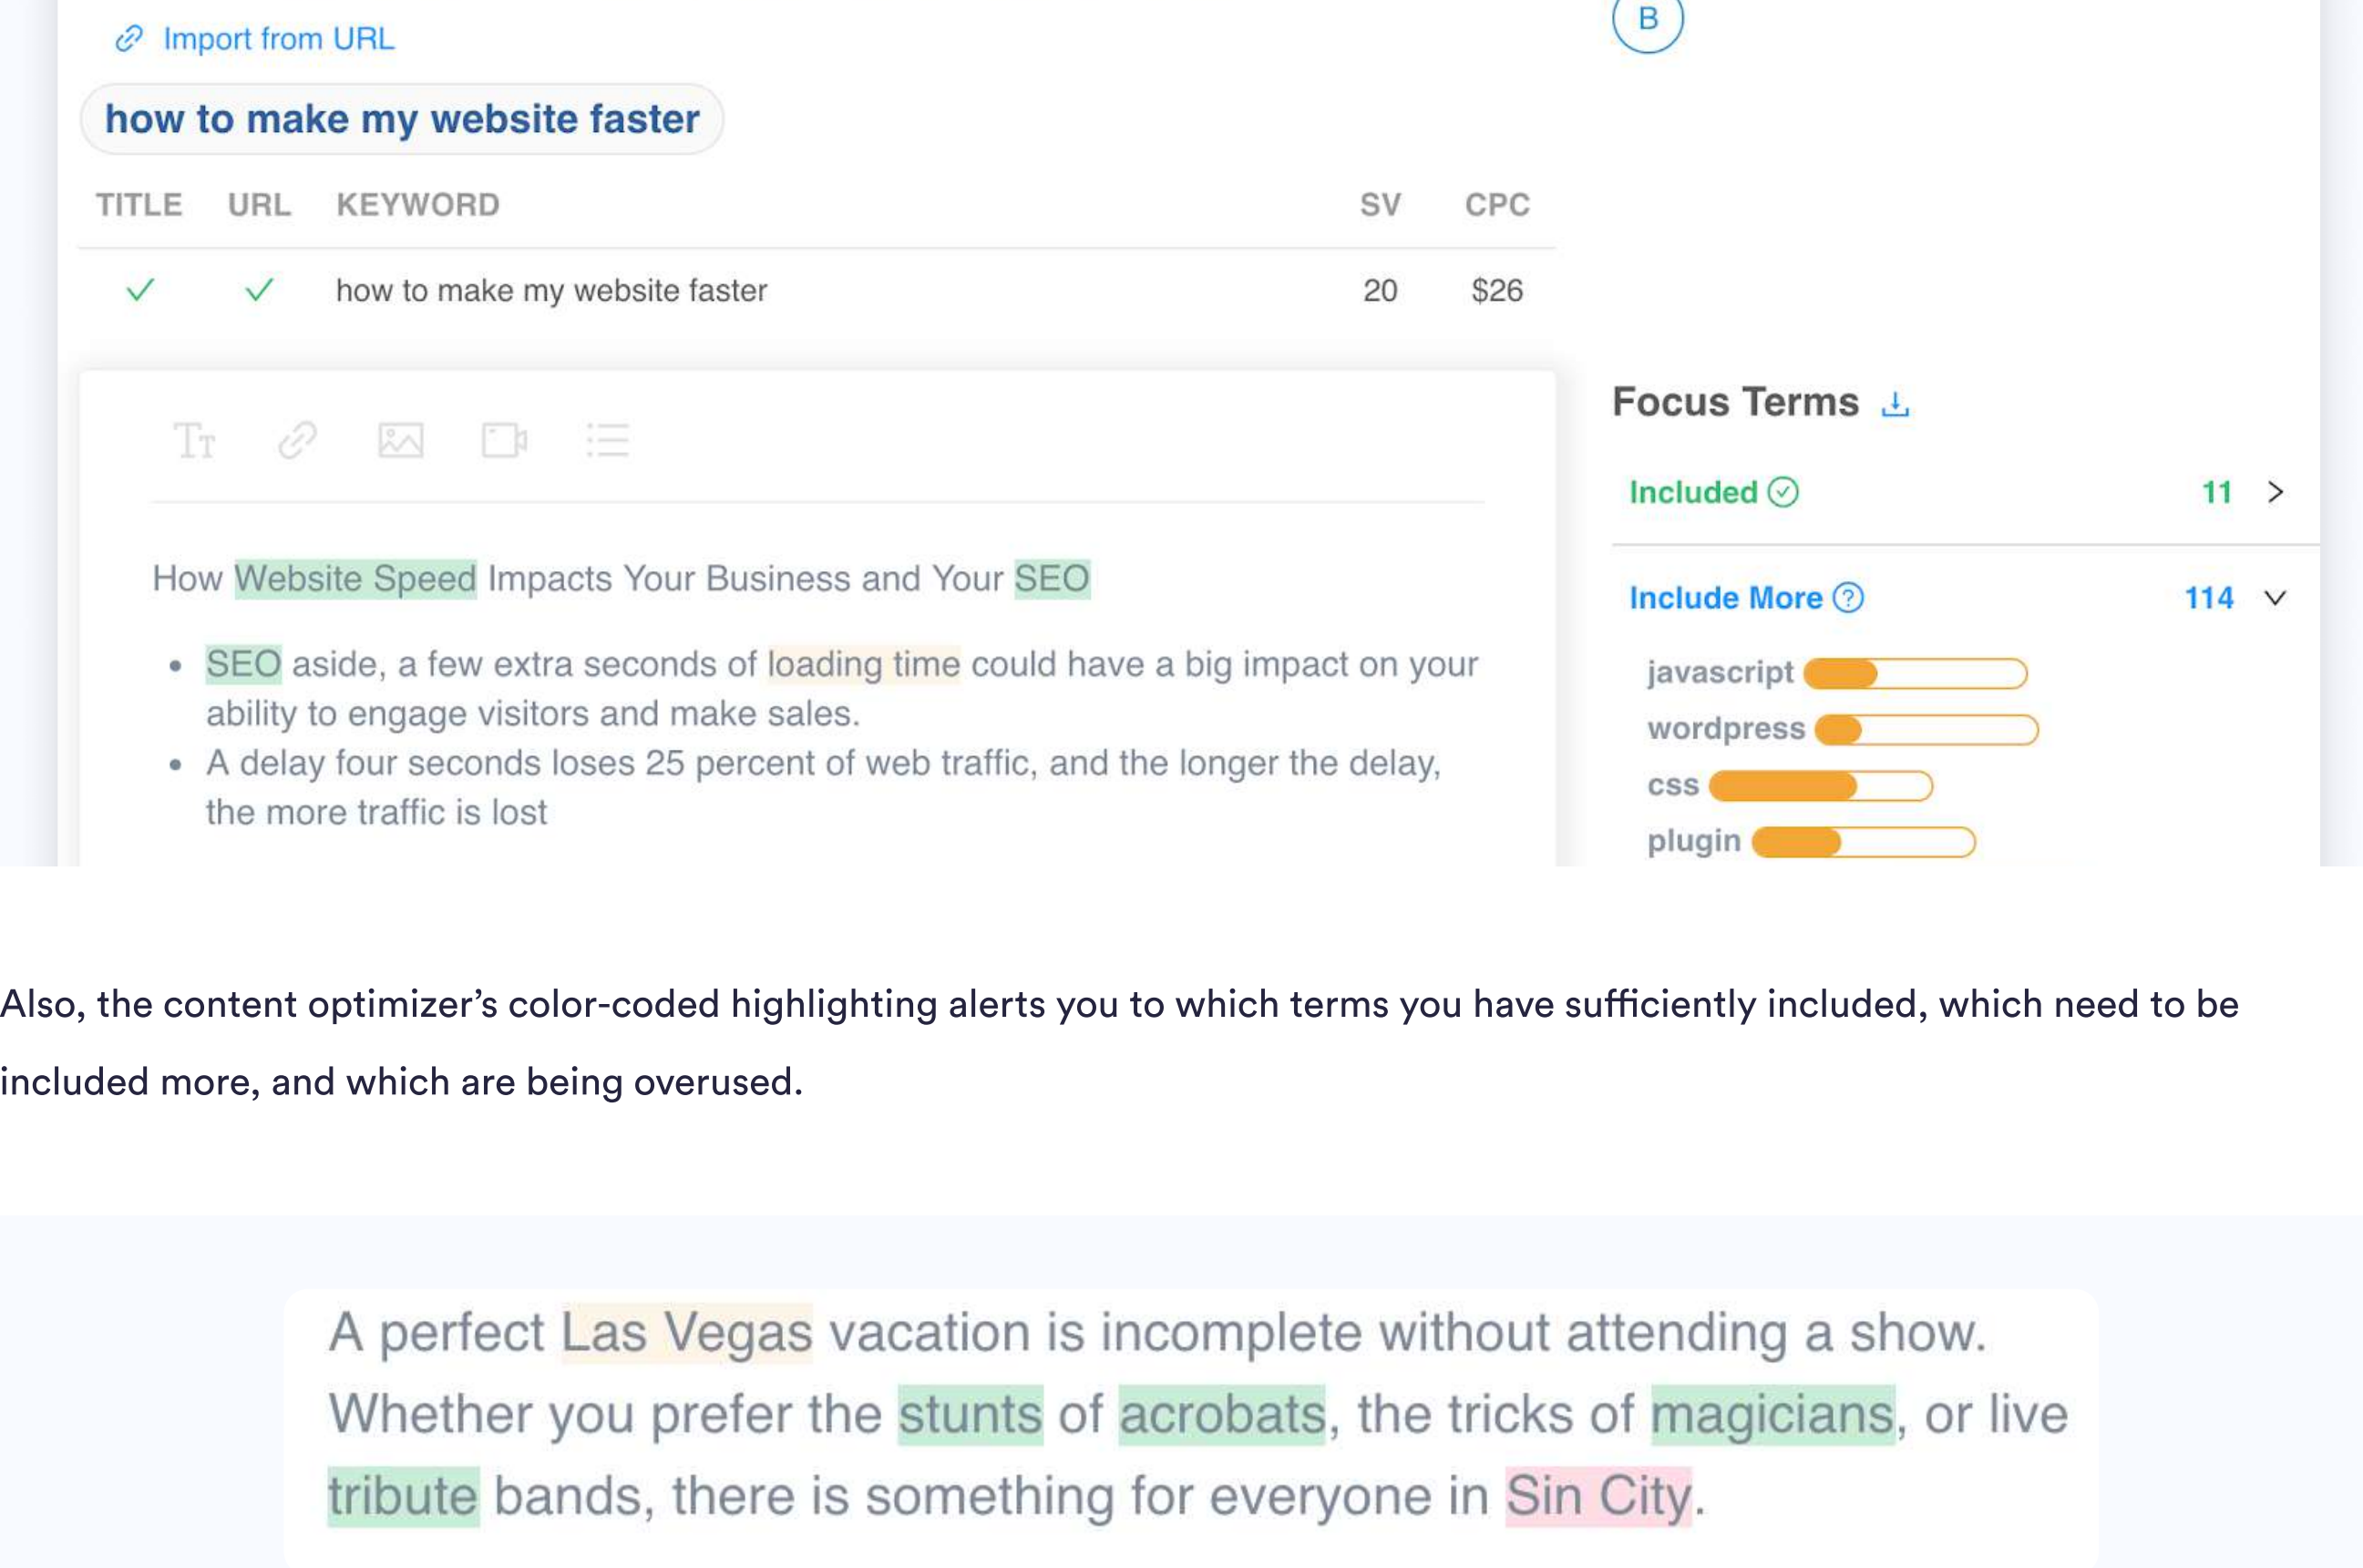 Import from URL
B
how to make my website faster
TITLE URL KEYWORD SV CPC
how to make my website faster 20 $26
Tт
Focus Terms
Included 11
Include More ? 114
How Website Speed Impacts Your Business and Your SEO
• SEO aside, a few extra seconds of loading time could have a big impact on your
ability to engage visitors and make sales.
• A delay four seconds loses 25 percent of web traffic, and the longer the delay,
the more traffic is lost
javascript
wordpress
css
plugin
Also, the content optimizer’s color-coded highlighting alerts you to which terms you have sufficiently included, which need to be
included more, and which are being overused.
A perfect Las Vegas vacation is incomplete without attending a show.
Whether you prefer the stunts of acrobats, the tricks of magicians, or live
tribute bands, there is something for everyone in Sin City.